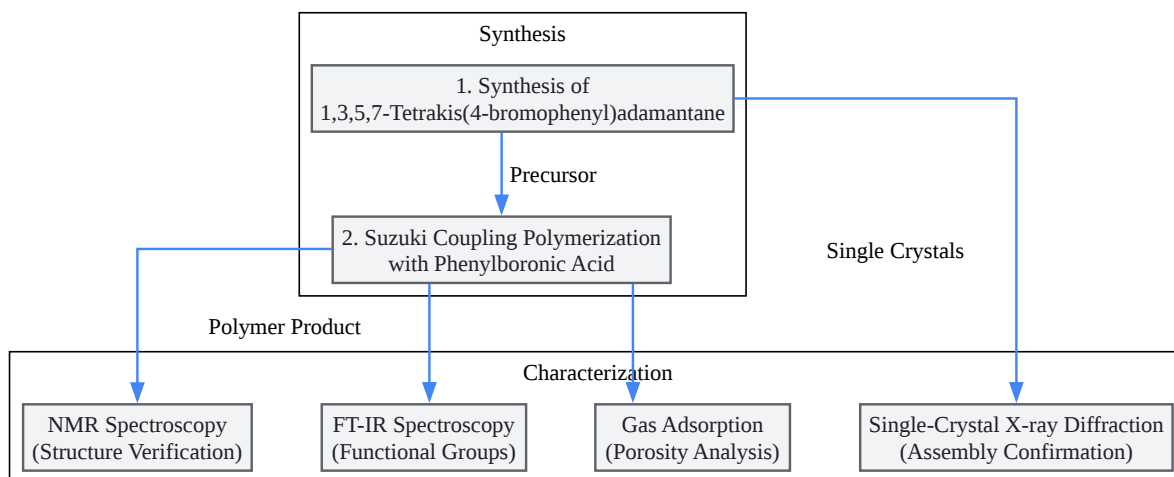 Synthesis
1. Synthesis of
1,3,5,7-Tetrakis(4-bromophenyl)adamantane
Precursor
2. Suzuki Coupling Polymerization
with Phenylboronic Acid
Single Crystals
Polymer Product
Characterization
NMR Spectroscopy
(Structure Verification)
FT-IR Spectroscopy
(Functional Groups)
Gas Adsorption
(Porosity Analysis)
Single-Crystal X-ray Diffraction
(Assembly Confirmation)